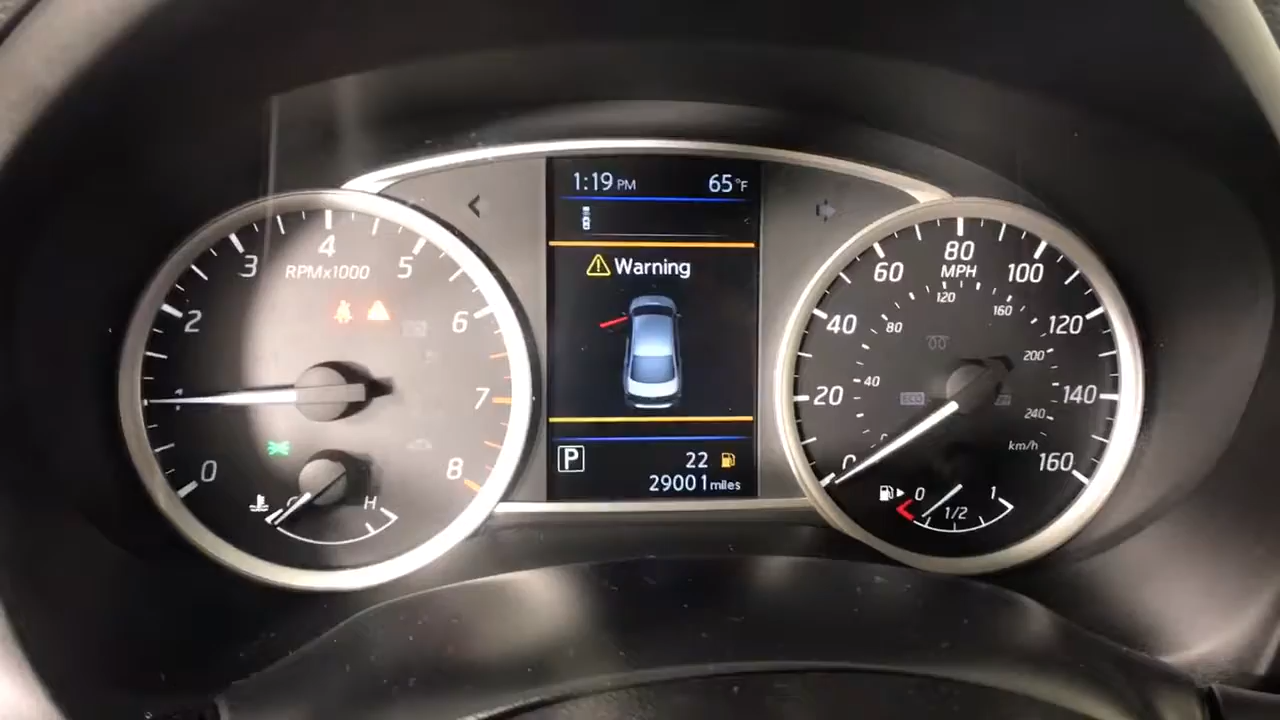 1:19 PM 65°F
Warning
P 22
29001 miles
0 1 2 3 4 5 6 7 8
RPMx1000
H
0 20 40 60 80 100 120 140 160
MPH
40 80 120 160 200 240
km/h
ECO
0 1/2 1